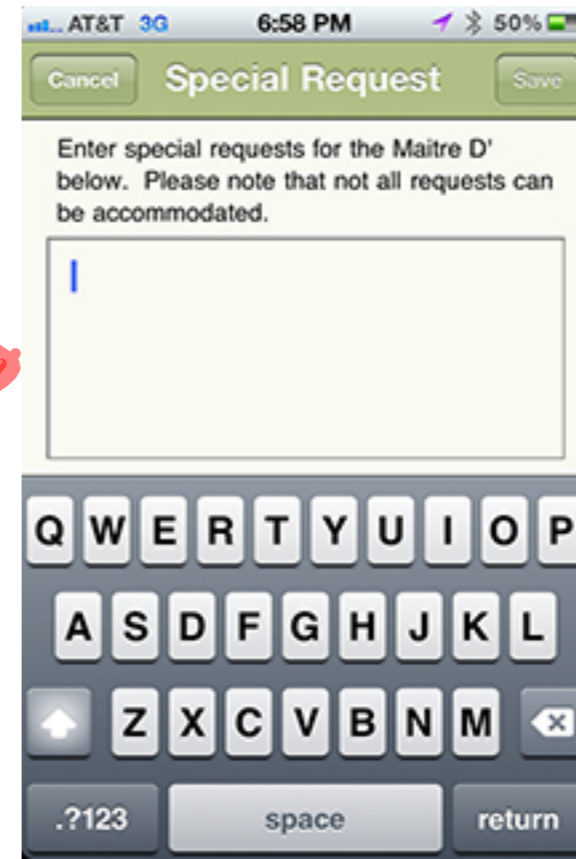 AT&T 3G 6:58 PM 50%
Cancel Special Request Save
Enter special requests for the Maitre D'
below. Please note that not all requests can
be accommodated.
Q W E R T Y U I O P
A S D F G H J K L
Z X C V B N M
.?123 space return